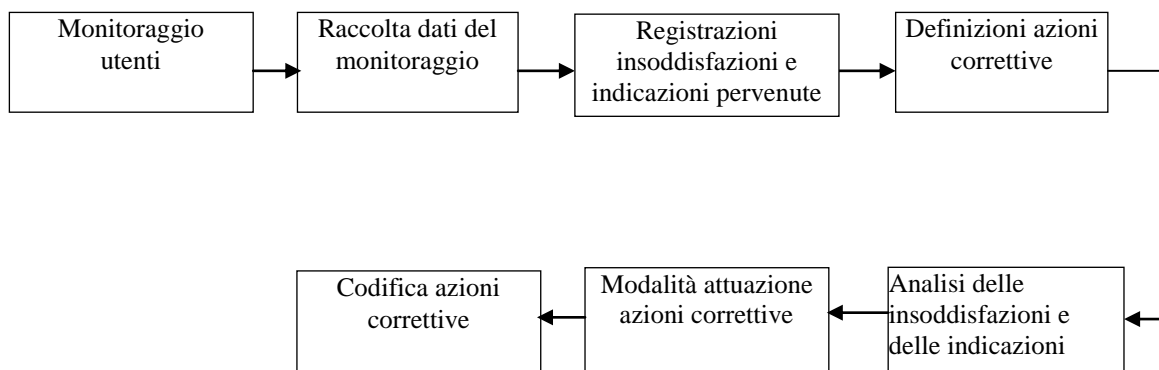 Monitoraggio
utenti
Raccolta dati del
monitoraggio
Registrazioni
insoddisfazioni e
indicazioni pervenute
Definizioni azioni
correttive
Analisi delle
insoddisfazioni e
delle indicazioni
Modalità attuazione
azioni correttive
Codifica azioni
correttive